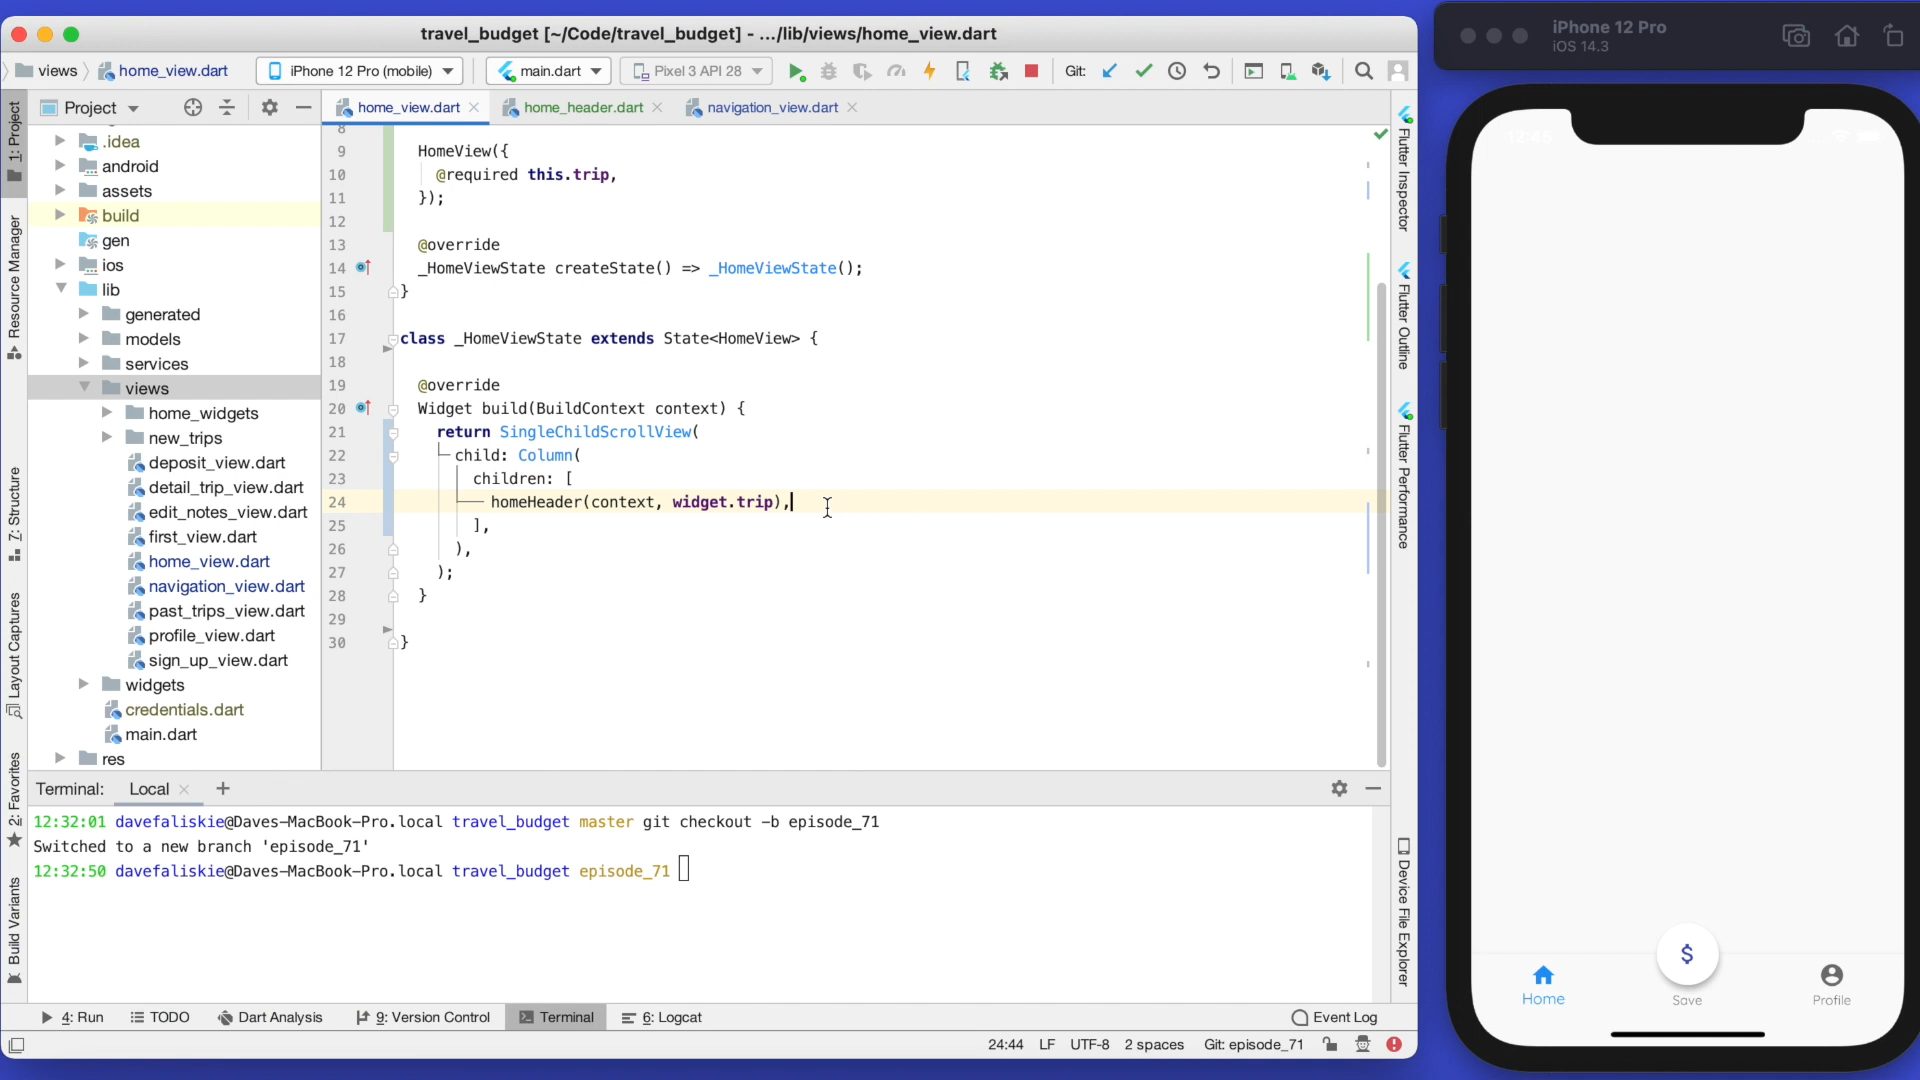 travel_budget [~/Code/travel_budget] - .../lib/views/home_view.dart
views
home_view.dart
iPhone 12 Pro (mobile)
main.dart
Pixel 3 API 28
Git:
Project
home_view.dart
home_header.dart
navigation_view.dart
1: Project
Resource Manager
7: Structure
Layout Captures
2: Favorites
Build Variants
.idea
android
assets
build
gen
ios
lib
generated
models
services
views
home_widgets
new_trips
deposit_view.dart
detail_trip_view.dart
edit_notes_view.dart
first_view.dart
home_view.dart
navigation_view.dart
past_trips_view.dart
profile_view.dart
sign_up_view.dart
widgets
credentials.dart
main.dart
res
8
9 HomeView({
10 @required this.trip,
11 });
12
13 @override
14 _HomeViewState createState() => _HomeViewState();
15 }
16
17 class _HomeViewState extends State<HomeView> {
18
19 @override
20 Widget build(BuildContext context) {
21 return SingleChildScrollView(
22 child: Column(
23 children: [
24 homeHeader(context, widget.trip),
25 ],
26 ),
27 );
28 }
29
30 }
Flutter Inspector
Flutter Outline
Flutter Performance
Device File Explorer
Terminal: Local +
12:32:01 davefaliskie@Daves-MacBook-Pro.local travel_budget master git checkout -b episode_71
Switched to a new branch 'episode_71'
12:32:50 davefaliskie@Daves-MacBook-Pro.local travel_budget episode_71
4: Run
TODO
Dart Analysis
9: Version Control
Terminal
6: Logcat
Event Log
24:44 LF UTF-8 2 spaces Git: episode_71
iPhone 12 Pro
iOS 14.3
$
Home
Save
Profile